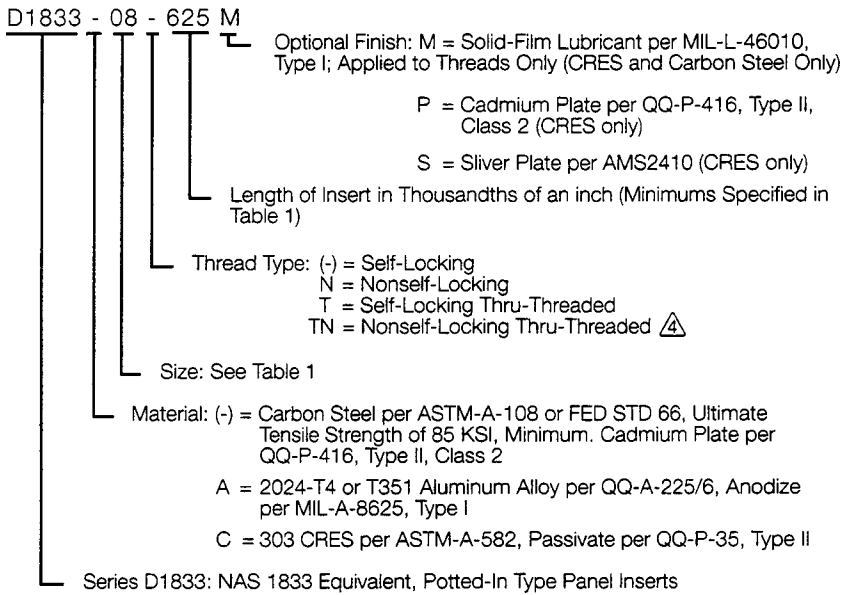 D1833 - 08 - 625 M
Optional Finish: M = Solid-Film Lubricant per MIL-L-46010,
Type I; Applied to Threads Only (CRES and Carbon Steel Only)
P = Cadmium Plate per QQ-P-416, Type II,
Class 2 (CRES only)
S = Sliver Plate per AMS2410 (CRES only)
Length of Insert in Thousandths of an inch (Minimums Specified in
Table 1)
Thread Type: (-) = Self-Locking
N = Nonself-Locking
T = Self-Locking Thru-Threaded
TN = Nonself-Locking Thru-Threaded 4
Size: See Table 1
Material: (-) = Carbon Steel per ASTM-A-108 or FED STD 66, Ultimate
Tensile Strength of 85 KSI, Minimum. Cadmium Plate per
QQ-P-416, Type II, Class 2
A = 2024-T4 or T351 Aluminum Alloy per QQ-A-225/6, Anodize
per MIL-A-8625, Type I
C = 303 CRES per ASTM-A-582, Passivate per QQ-P-35, Type II
Series D1833: NAS 1833 Equivalent, Potted-In Type Panel Inserts